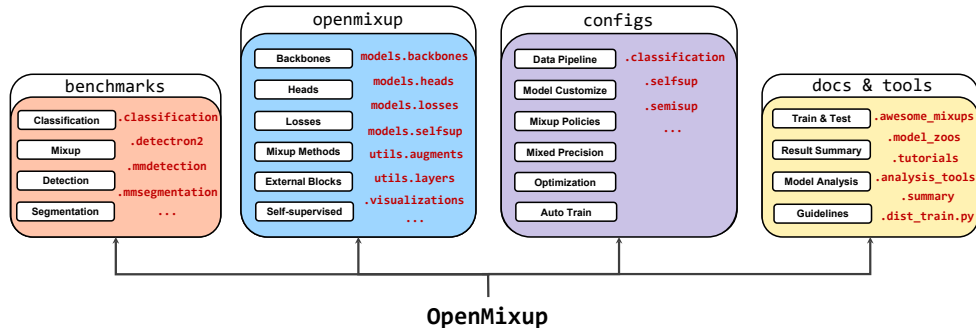 benchmarks
Classification
Mixup
Detection
Segmentation
.classification
.detectron2
.mmdetection
.mmsegmentation
...
openmixup
Backbones
Heads
Losses
Mixup Methods
External Blocks
Self-supervised
models.backbones
models.heads
models.losses
models.selfsup
utils.augments
utils.layers
.visualizations
...
configs
Data Pipeline
Model Customize
Mixup Policies
Mixed Precision
Optimization
Auto Train
.classification
.selfsup
.semisup
...
docs & tools
Train & Test
Result Summary
Model Analysis
Guidelines
.awesome_mixups
.model_zoos
.tutorials
.analysis_tools
.summary
.dist_train.py
OpenMixup